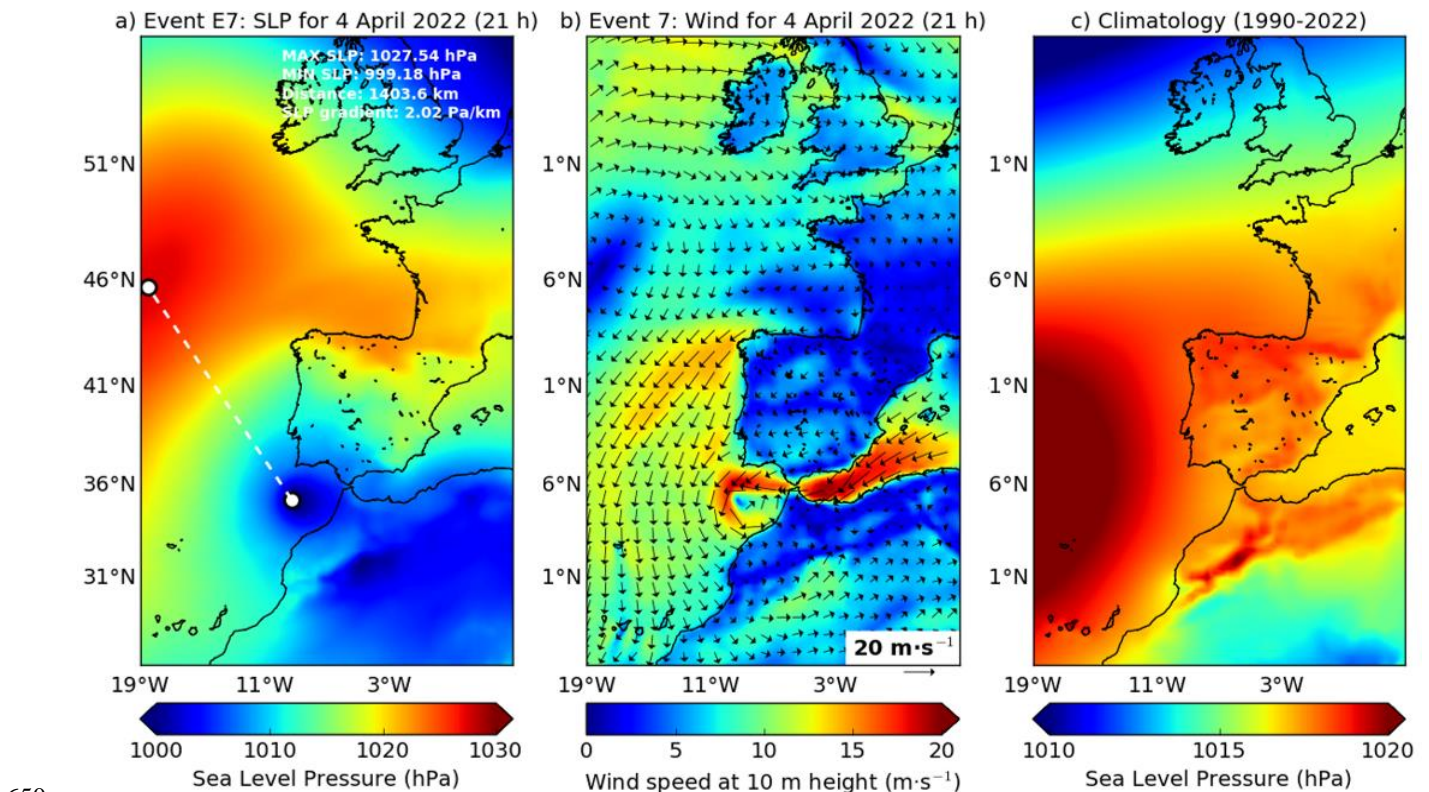 a) Event E7: SLP for 4 April 2022 (21 h)
b) Event 7: Wind for 4 April 2022 (21 h)
c) Climatology (1990-2022)
MAX SLP: 1027.54 hPa
MIN SLP: 999.18 hPa
Distance: 1403.6 km
SLP gradient: 2.02 Pa/km
51°N
46°N
41°N
36°N
31°N
19°W 11°W 3°W
1°N
6°N
1°N
6°N
1°N
20 m·s⁻¹
19°W 11°W 3°W
1°N
6°N
1°N
6°N
1°N
19°W 11°W 3°W
1000 1010 1020 1030
Sea Level Pressure (hPa)
0 5 10 15 20
Wind speed at 10 m height (m·s⁻¹)
1010 1015 1020
Sea Level Pressure (hPa)